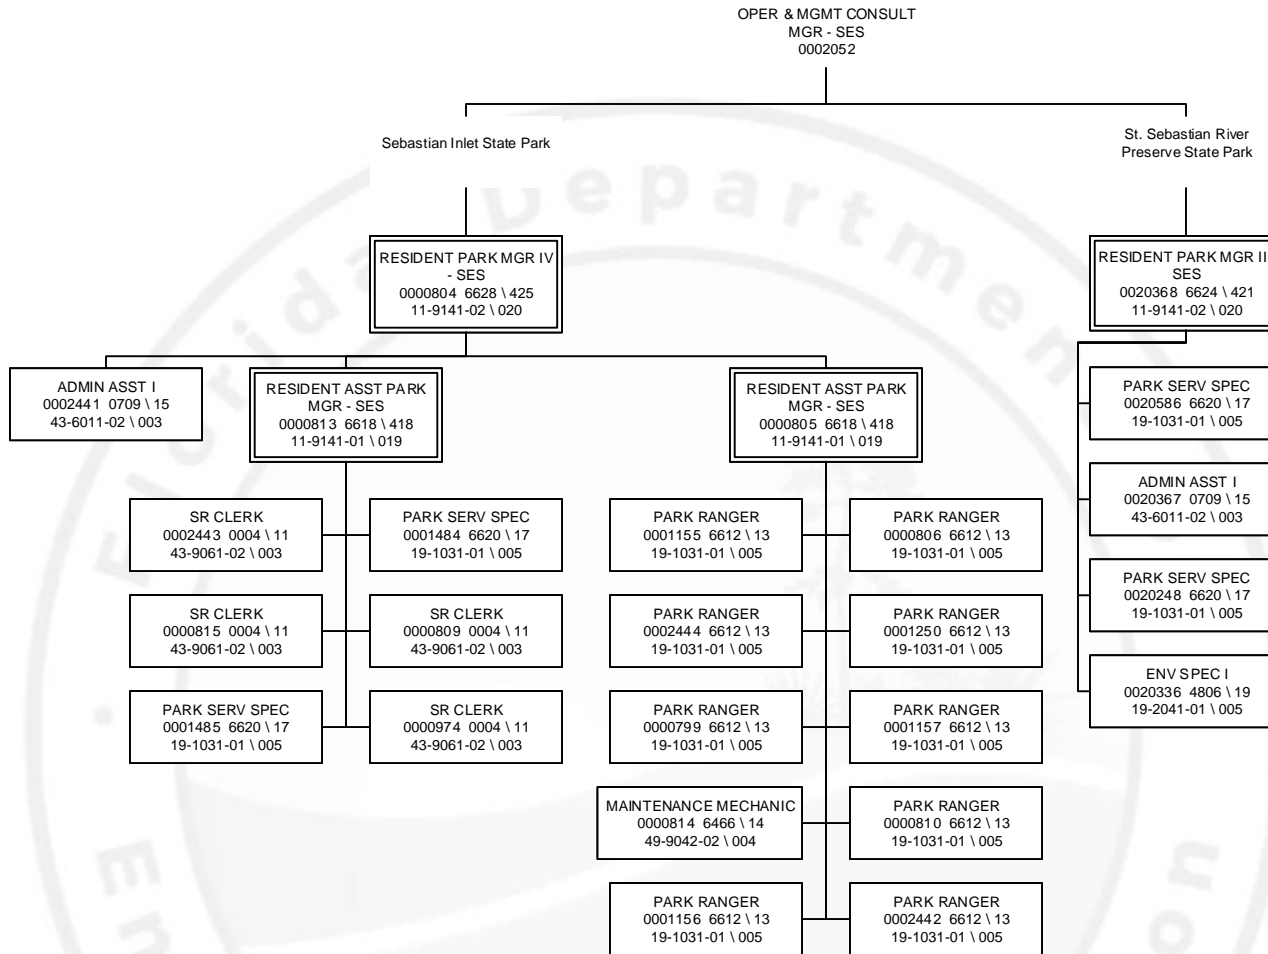 OPER & MGMT CONSULT
MGR - SES
0002052
Sebastian Inlet State Park
St. Sebastian River
Preserve State Park
RESIDENT PARK MGR IV
- SES
0000804 6628 \ 425
11-9141-02 \ 020
RESIDENT PARK MGR II
SES
0020368 6624 \ 421
11-9141-02 \ 020
ADMIN ASST I
0002441 0709 \ 15
43-6011-02 \ 003
RESIDENT ASST PARK
MGR - SES
0000813 6618 \ 418
11-9141-01 \ 019
RESIDENT ASST PARK
MGR - SES
0000805 6618 \ 418
11-9141-01 \ 019
SR CLERK
0002443 0004 \ 11
43-9061-02 \ 003
PARK SERV SPEC
0001484 6620 \ 17
19-1031-01 \ 005
SR CLERK
0000815 0004 \ 11
43-9061-02 \ 003
SR CLERK
0000809 0004 \ 11
43-9061-02 \ 003
PARK SERV SPEC
0001485 6620 \ 17
19-1031-01 \ 005
SR CLERK
0000974 0004 \ 11
43-9061-02 \ 003
PARK RANGER
0001155 6612 \ 13
19-1031-01 \ 005
PARK RANGER
0000806 6612 \ 13
19-1031-01 \ 005
PARK RANGER
0002444 6612 \ 13
19-1031-01 \ 005
PARK RANGER
0001250 6612 \ 13
19-1031-01 \ 005
PARK RANGER
0000799 6612 \ 13
19-1031-01 \ 005
PARK RANGER
0001157 6612 \ 13
19-1031-01 \ 005
MAINTENANCE MECHANIC
0000814 6466 \ 14
49-9042-02 \ 004
PARK RANGER
0000810 6612 \ 13
19-1031-01 \ 005
PARK RANGER
0001156 6612 \ 13
19-1031-01 \ 005
PARK RANGER
0002442 6612 \ 13
19-1031-01 \ 005
PARK SERV SPEC
0020586 6620 \ 17
19-1031-01 \ 005
ADMIN ASST I
0020367 0709 \ 15
43-6011-02 \ 003
PARK SERV SPEC
0020248 6620 \ 17
19-1031-01 \ 005
ENV SPEC I
0020336 4806 \ 19
19-2041-01 \ 005
Florida Department